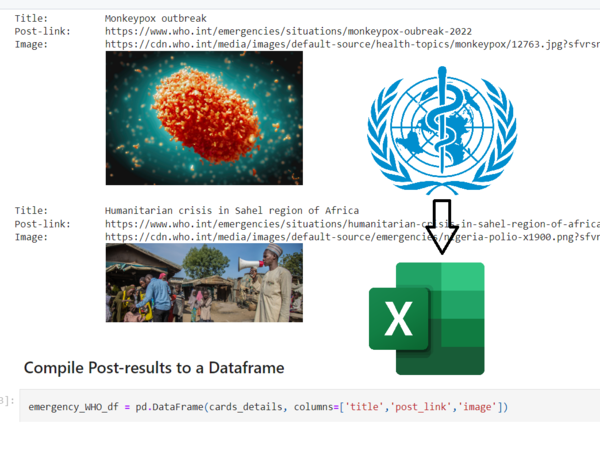 Title: Monkeypox outbreak
Post-link: https://www.who.int/emergencies/situations/monkeypox-oubreak-2022
Image: https://cdn.who.int/media/images/default-source/health-topics/monkeypox/12763.jpg?sfvrsn
Title: Humanitarian crisis in Sahel region of Africa
Post-link: https://www.who.int/emergencies/situations/humanitarian-crisis-in-sahel-region-of-africa
Image: https://cdn.who.int/media/images/default-source/emergencies/nigeria-polio-x1900.png?sfvr
X
Compile Post-results to a Dataframe
3]: emergency_WHO_df = pd.DataFrame(cards_details, columns=['title','post_link','image'])